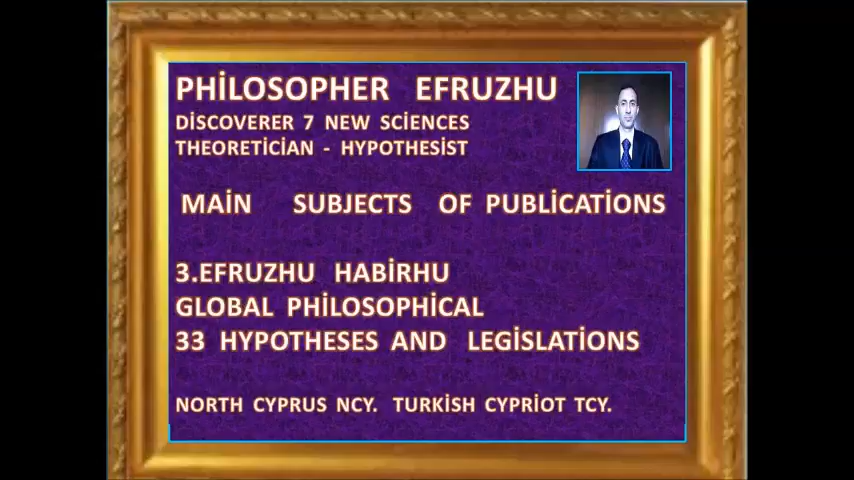 PHİLOSOPHER EFRUZHU
DİSCOVERER 7 NEW SCİENCES
THEORETİCİAN - HYPOTHESİST
MAİN SUBJECTS OF PUBLİCATİONS
3.EFRUZHU HABİRHU
GLOBAL PHİLOSOPHİCAL
33 HYPOTHESES AND LEGİSLATİONS
NORTH CYPRUS NCY. TURKİSH CYPRİOT TCY.